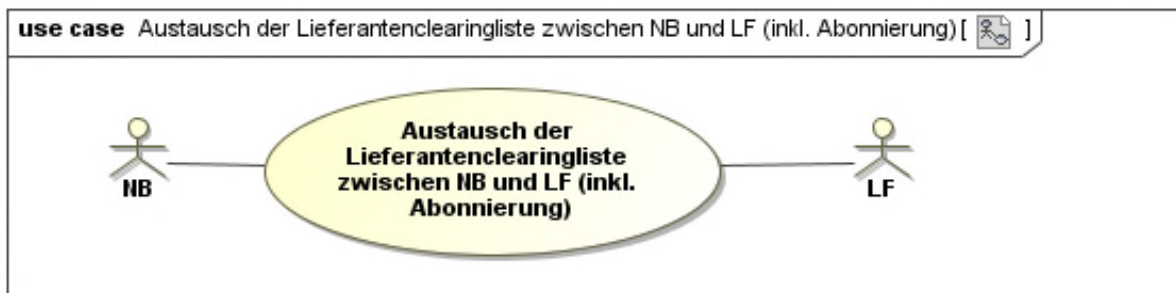 use case Austausch der Lieferantenclearingliste zwischen NB und LF (inkl. Abonnierung)[ ]
Austausch der
Lieferantenclearingliste
zwischen NB und LF (inkl.
Abonnierung)
NB
LF